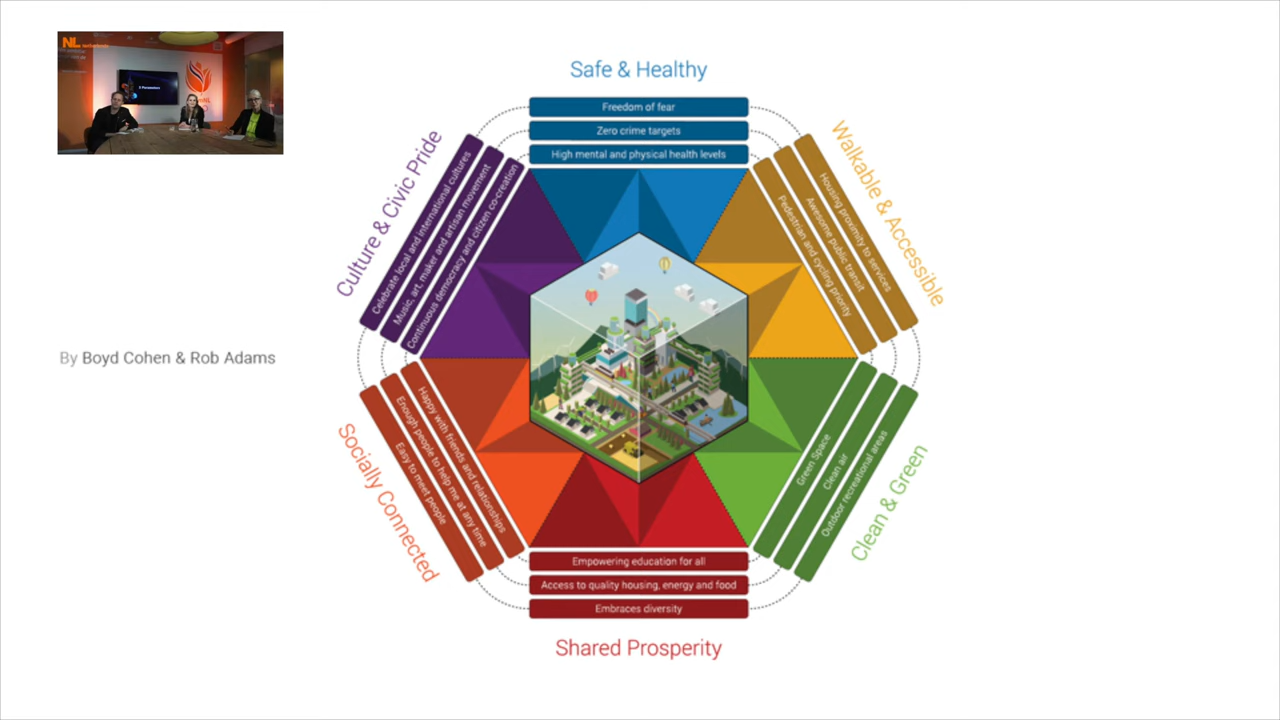 NL Netherlands
Safe & Healthy
Freedom of fear
Zero crime targets
High mental and physical health levels
Walkable & Accessible
Housing proximity to services
Awesome public transit
Pedestrian and cycling priority
Culture & Civic Pride
Celebrate local and international cultures
Music, art, maker and artisan movement
Continuous democracy and citizen co-creation
By Boyd Cohen & Rob Adams
Socially Connected
Happy with friends and relationships
Enough people to help me at any time
Easy to meet people
Green Space
Clean air
Outdoor recreational areas
Clean & Green
Empowering education for all
Access to quality housing, energy and food
Embraces diversity
Shared Prosperity